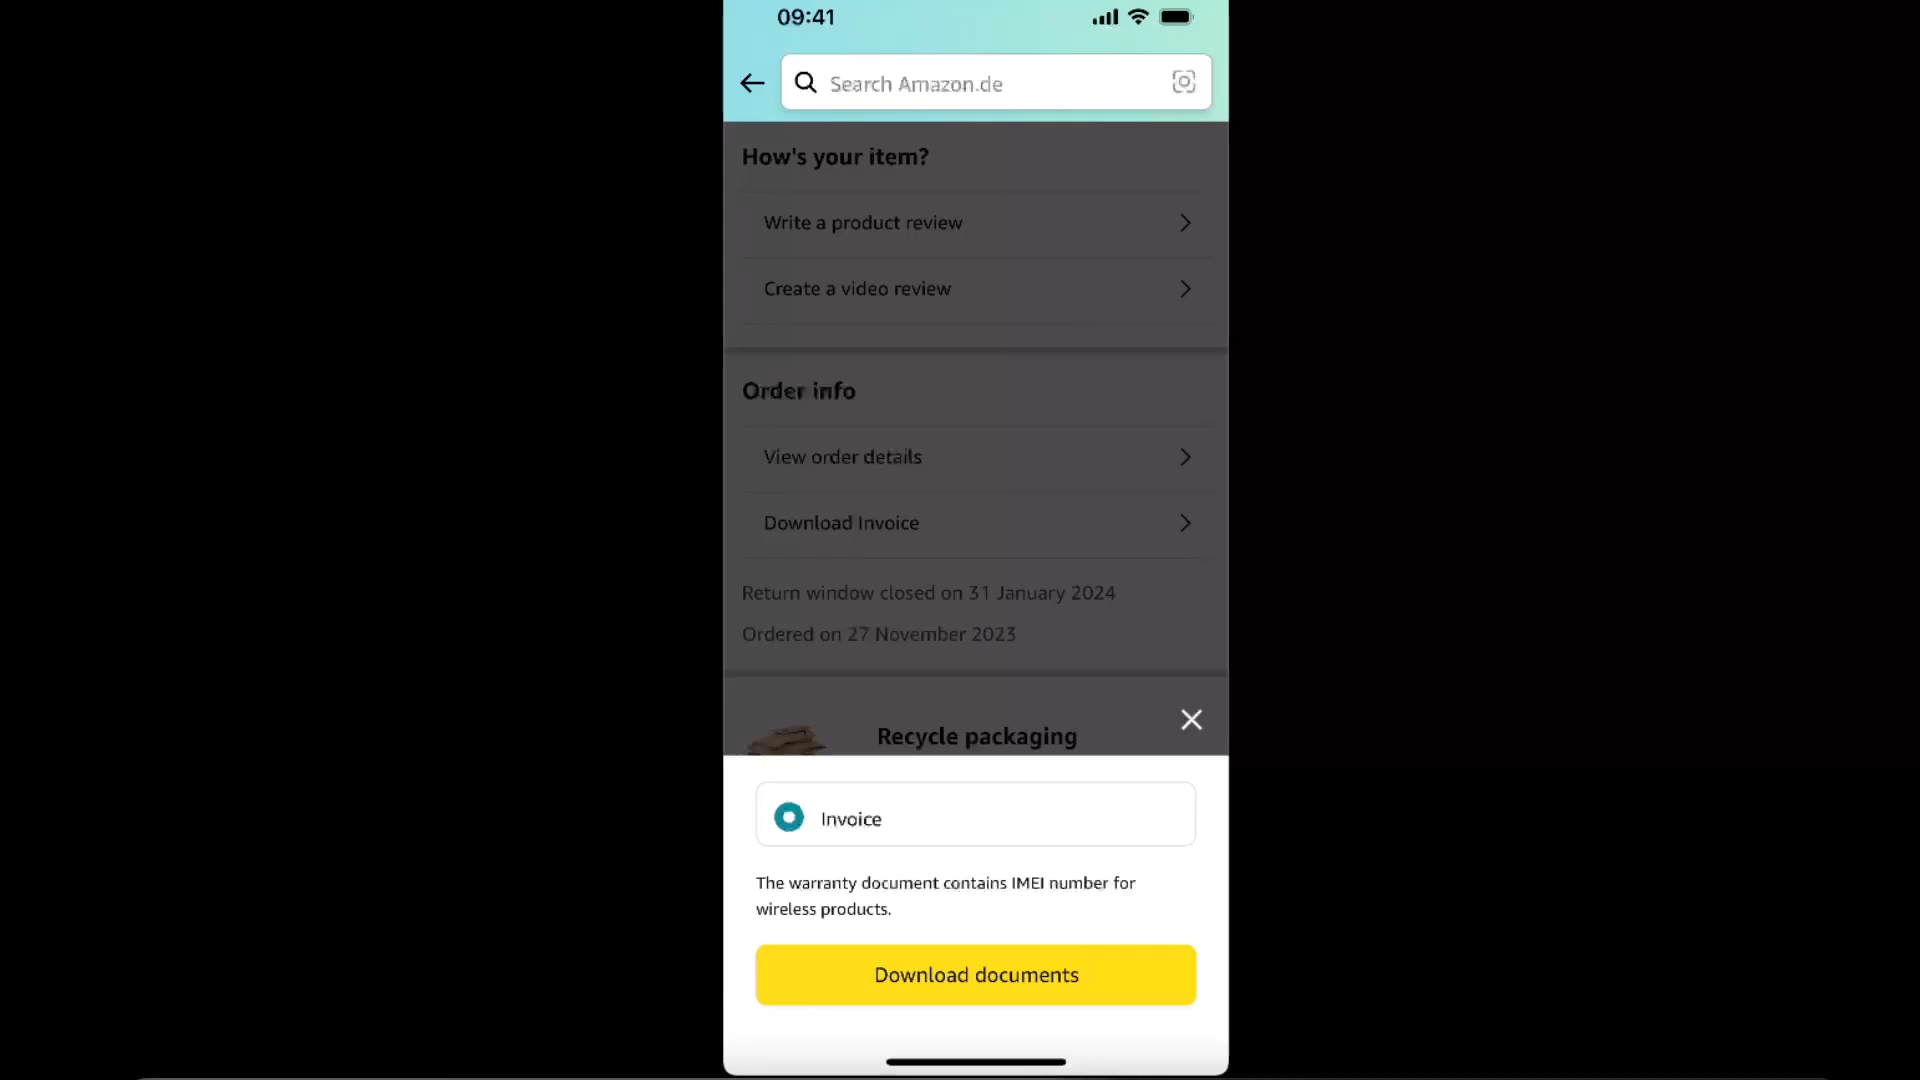 09:41
Search Amazon.de
How's your item?
Write a product review
Create a video review
Order info
View order details
Download Invoice
Return window closed on 31 January 2024
Ordered on 27 November 2023
Recycle packaging
Invoice
The warranty document contains IMEI number for
wireless products.
Download documents